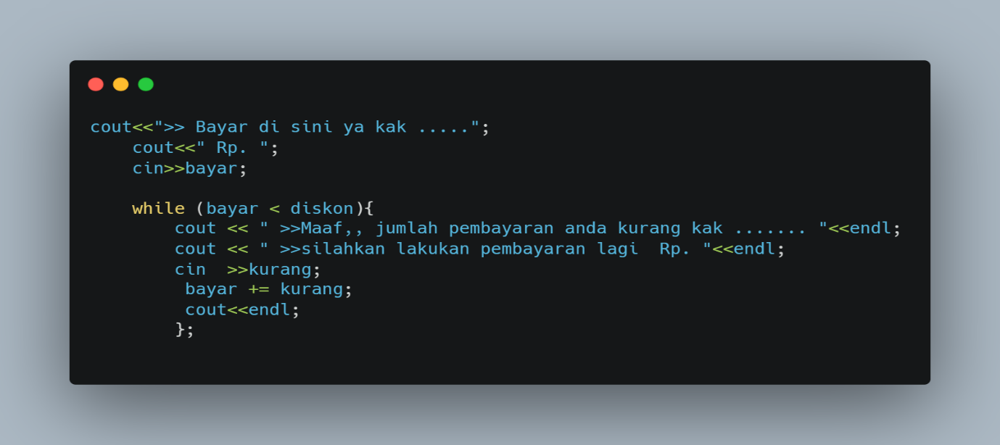 cout<<">> Bayar di sini ya kak .....";
    cout<<" Rp. ";
    cin>>bayar;

    while (bayar < diskon){
        cout << " >>Maaf,, jumlah pembayaran anda kurang kak ....... "<<endl;
        cout << " >>silahkan lakukan pembayaran lagi  Rp. "<<endl;
        cin  >>kurang;
         bayar += kurang;
         cout<<endl;
        };